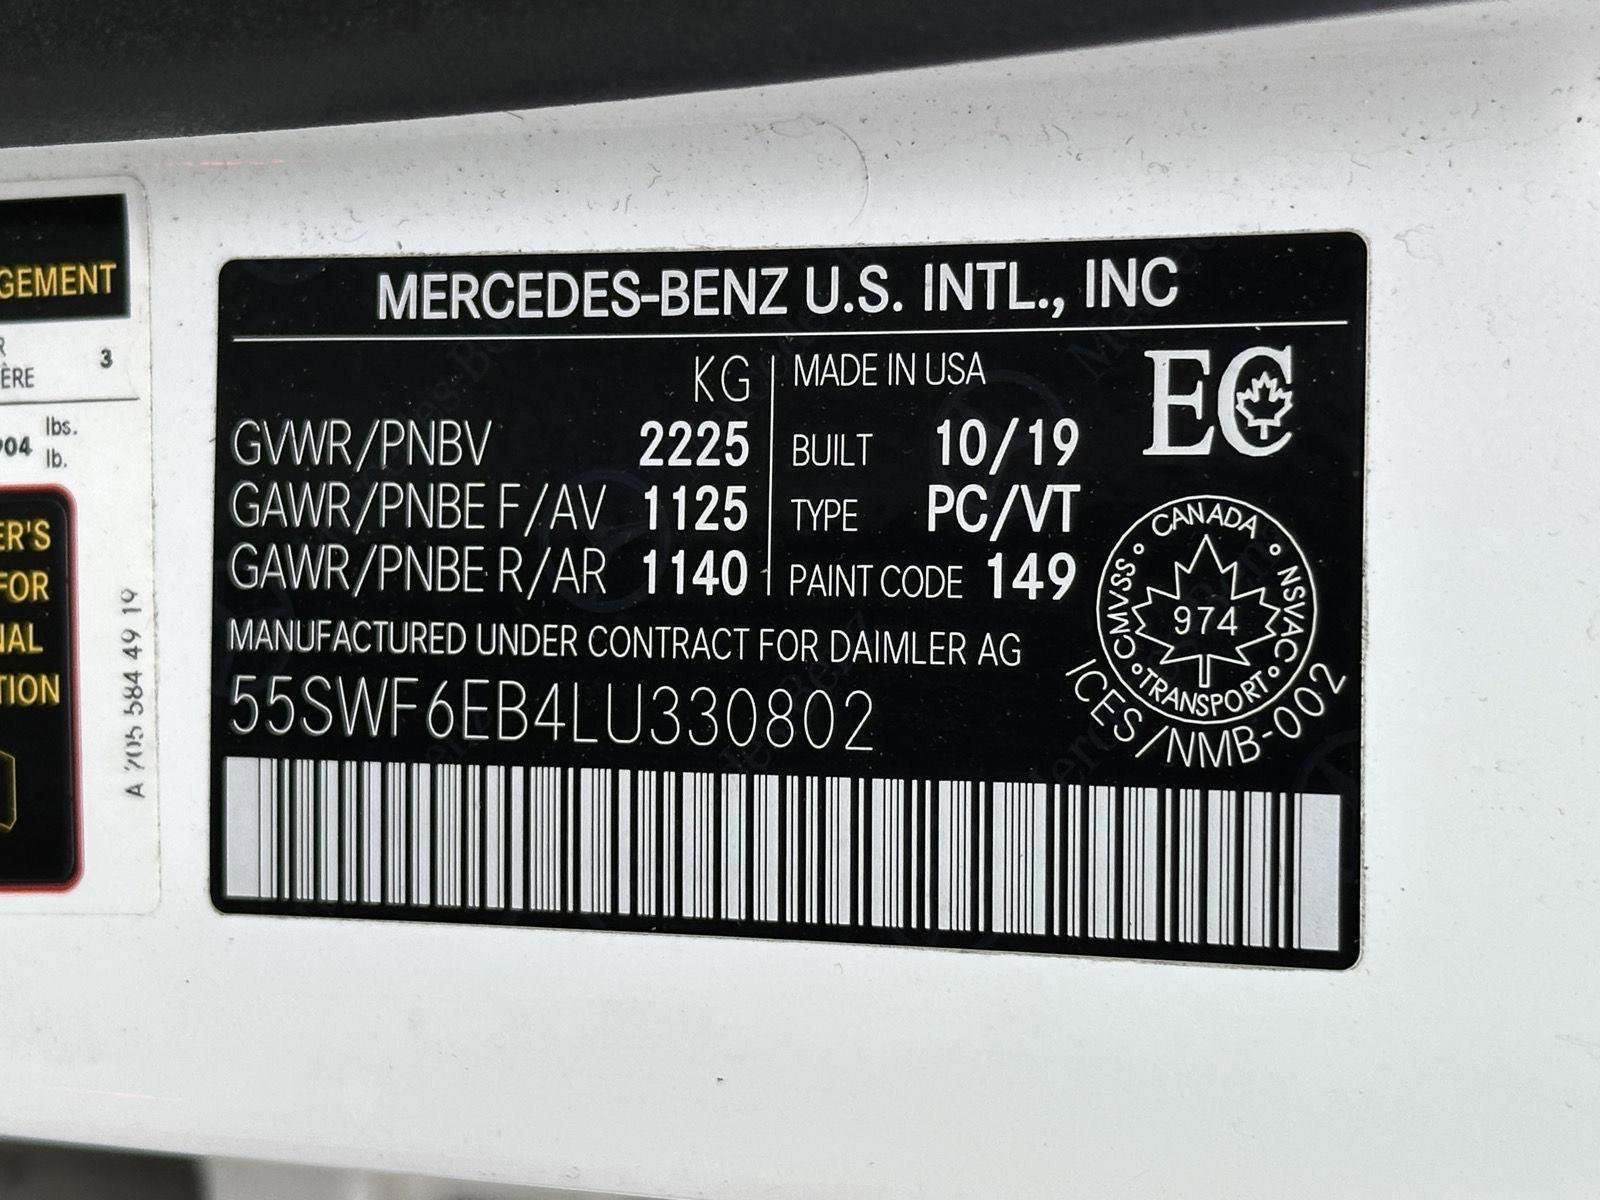 GEMENT
3
ÈRE
904 lbs.
lb.
ER'S
FOR
NAL
TION
A 205 584 49 19
MERCEDES-BENZ U.S. INTL., INC
KG
GVWR/PNBV 2225
GAWR/PNBE F/AV 1125
GAWR/PNBE R/AR 1140
MADE IN USA
BUILT 10/19
TYPE PC/VT
PAINT CODE 149
EC
CANADA
CMVSS
NSVAC
974
TRANSPORT
ICES/NMB-002
MANUFACTURED UNDER CONTRACT FOR DAIMLER AG
55SWF6EB4LU330802